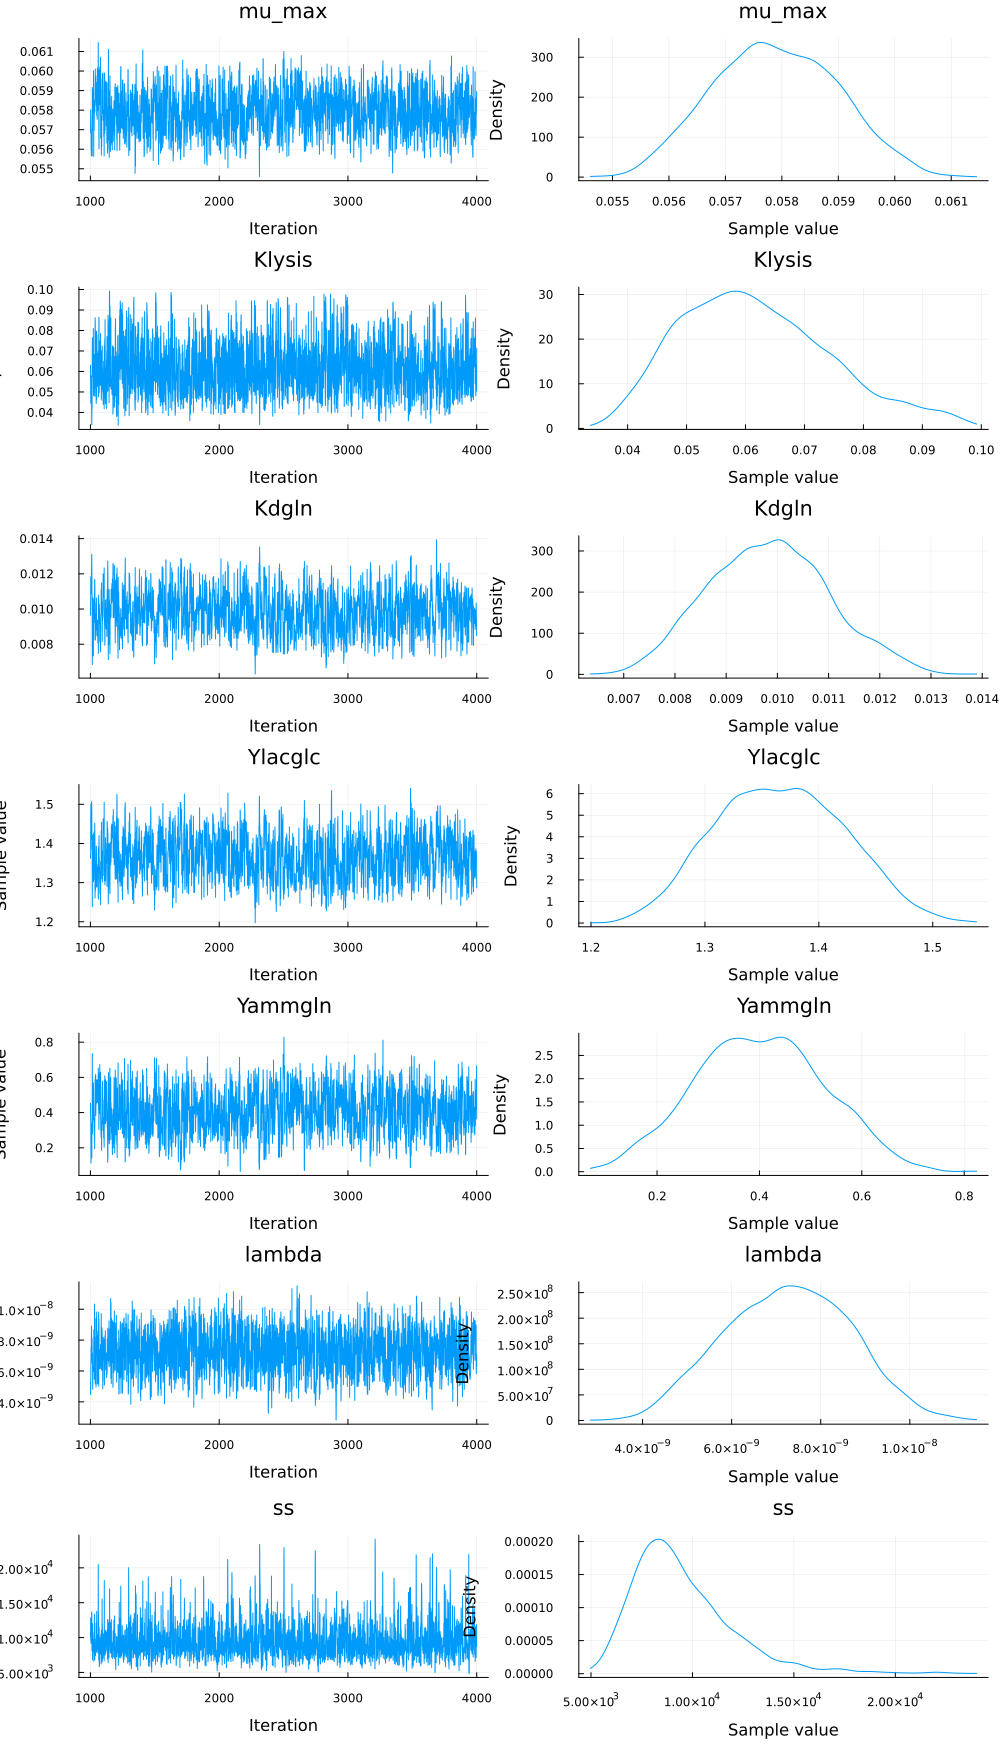 mu_max mu_max
0.061
0.060
0.059
0.058
0.057
0.056
0.055
1000 2000 3000 4000
Iteration
Density
300
200
100
0
0.055 0.056 0.057 0.058 0.059 0.060 0.061
Sample value
Klysis Klysis
0.10
0.09
0.08
0.07
0.06
0.05
0.04
1000 2000 3000 4000
Iteration
Density
30
20
10
0
0.04 0.05 0.06 0.07 0.08 0.09 0.10
Sample value
Kdgln Kdgln
0.014
0.012
0.010
0.008
1000 2000 3000 4000
Iteration
Density
300
200
100
0
0.007 0.008 0.009 0.010 0.011 0.012 0.013 0.014
Sample value
Ylacglc Ylacglc
Sample value
1.5
1.4
1.3
1.2
1000 2000 3000 4000
Iteration
Density
6
5
4
3
2
1
0
1.2 1.3 1.4 1.5
Sample value
Yammgln Yammgln
Sample value
0.8
0.6
0.4
0.2
1000 2000 3000 4000
Iteration
Density
2.5
2.0
1.5
1.0
0.5
0.0
0.2 0.4 0.6 0.8
Sample value
lambda lambda
1.0×10⁻⁸
8.0×10⁻⁹
6.0×10⁻⁹
4.0×10⁻⁹
1000 2000 3000 4000
Iteration
Density
2.50×10⁸
2.00×10⁸
1.50×10⁸
1.00×10⁸
5.00×10⁷
0
4.0×10⁻⁹ 6.0×10⁻⁹ 8.0×10⁻⁹ 1.0×10⁻⁸
Sample value
ss ss
2.00×10⁴
1.50×10⁴
1.00×10⁴
5.00×10³
1000 2000 3000 4000
Iteration
Density
0.00020
0.00015
0.00010
0.00005
0.00000
5.00×10³ 1.00×10⁴ 1.50×10⁴ 2.00×10⁴
Sample value